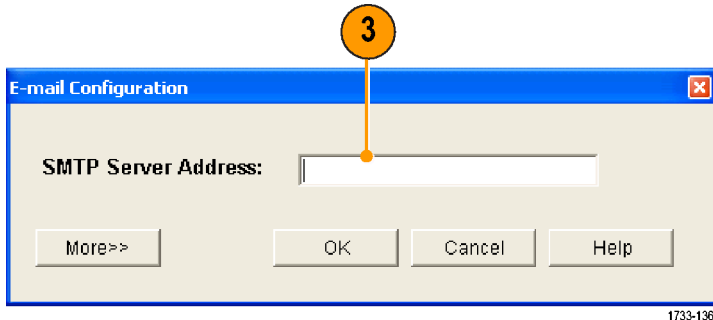 3
E-mail Configuration
SMTP Server Address:
More>> OK Cancel Help
1733-136